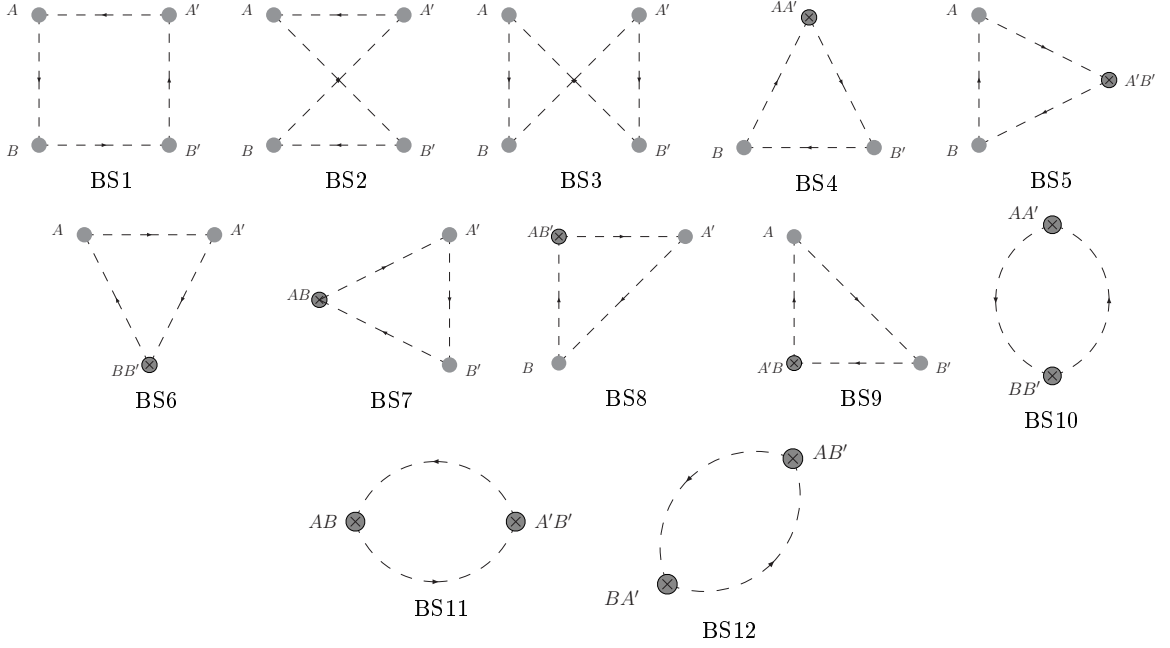 A A′ A A′ A A′ AA′ A
A′B′
B B′ B B′ B B′ B B′ B
BS1 BS2 BS3 BS4 BS5
A A′ A′ AB′ A′ A AA′
AB
BB′ B′ B A′B B′ BB′
BS6 BS7 BS8 BS9 BS10
AB A′B′ AB′
BA′
BS11 BS12